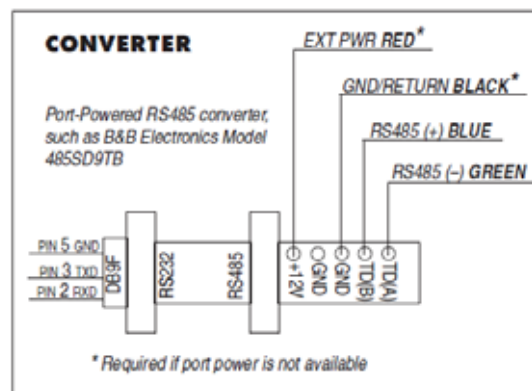 CONVERTER
EXT PWR RED*
GND/RETURN BLACK*
Port-Powered RS485 converter,
such as B&B Electronics Model
485SD9TB
RS485 (+) BLUE
RS485 (–) GREEN
PIN 5 GND
PIN 3 TXD
PIN 2 RXD
DB9F
RS232
RS485
+12V
GND
GND
TD(B)
TD(A)
* Required if port power is not available